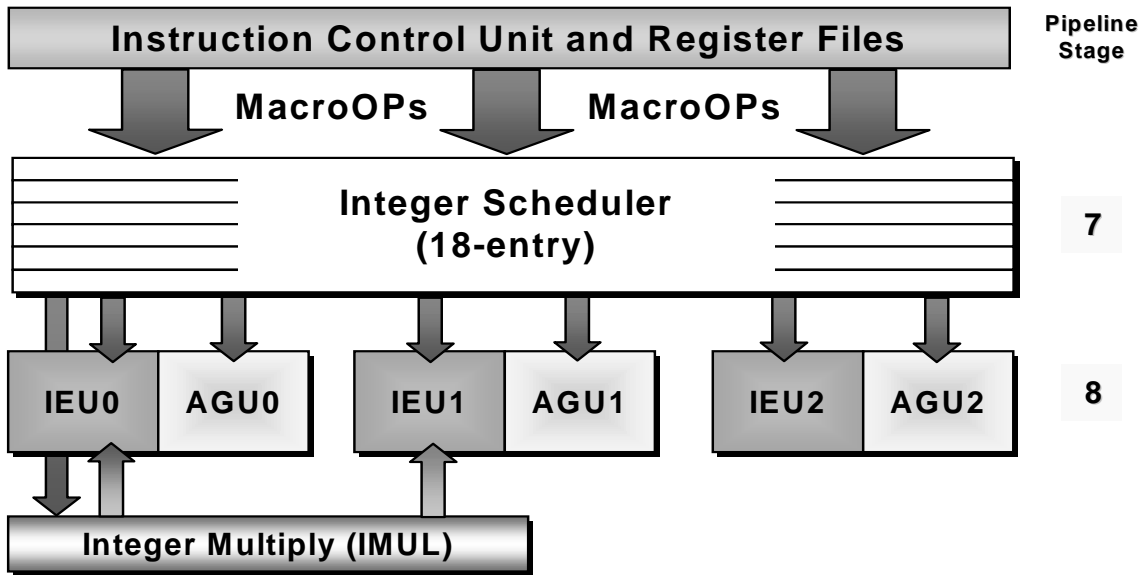 Instruction Control Unit and Register Files
Pipeline
Stage
MacroOPs
MacroOPs
Integer Scheduler
(18-entry)
7
IEU0
AGU0
IEU1
AGU1
IEU2
AGU2
8
Integer Multiply (IMUL)